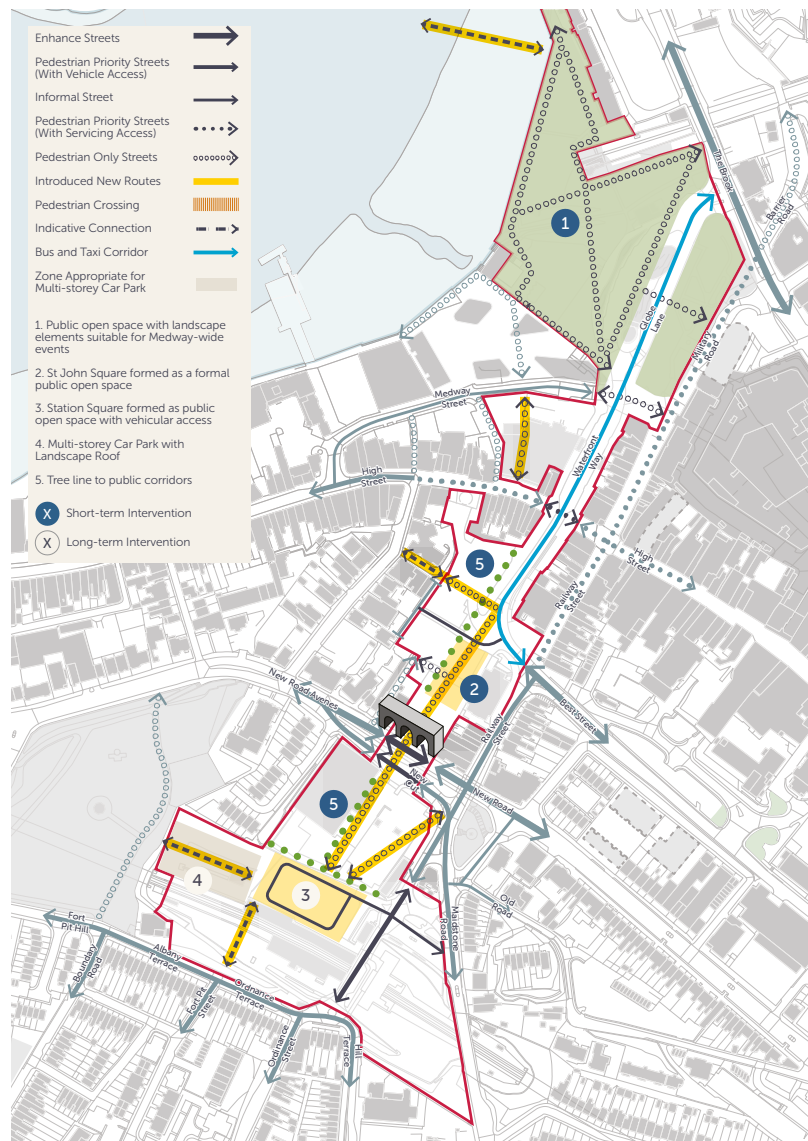 Enhance Streets
Pedestrian Priority Streets
(With Vehicle Access)
Informal Street
Pedestrian Priority Streets
(With Servicing Access)
Pedestrian Only Streets
Introduced New Routes
Pedestrian Crossing
Indicative Connection
Bus and Taxi Corridor
Zone Appropriate for
Multi-storey Car Park
1. Public open space with landscape
elements suitable for Medway-wide
events
2. St John Square formed as a formal
public open space
3. Station Square formed as public
open space with vehicular access
4. Multi-storey Car Park with
Landscape Roof
5. Tree line to public corridors
X Short-term Intervention
X Long-term Intervention
The Brook
Barrier
Road
1
Globe
Lane
Military
Road
Medway
Street
Waterfront
Way
High
Street
High
Street
5
Railway
Street
2
New Road Avenes
Best Street
Railway
Street
New
Cut
New Road
5
4
3
Old
Road
Maidstone
Road
Fort
Pit Hill
Boundary
Road
Albany
Terrace
Fort Pit
Street
Ordnance
Terrace
Ordinance
Street
Hill
Terrace